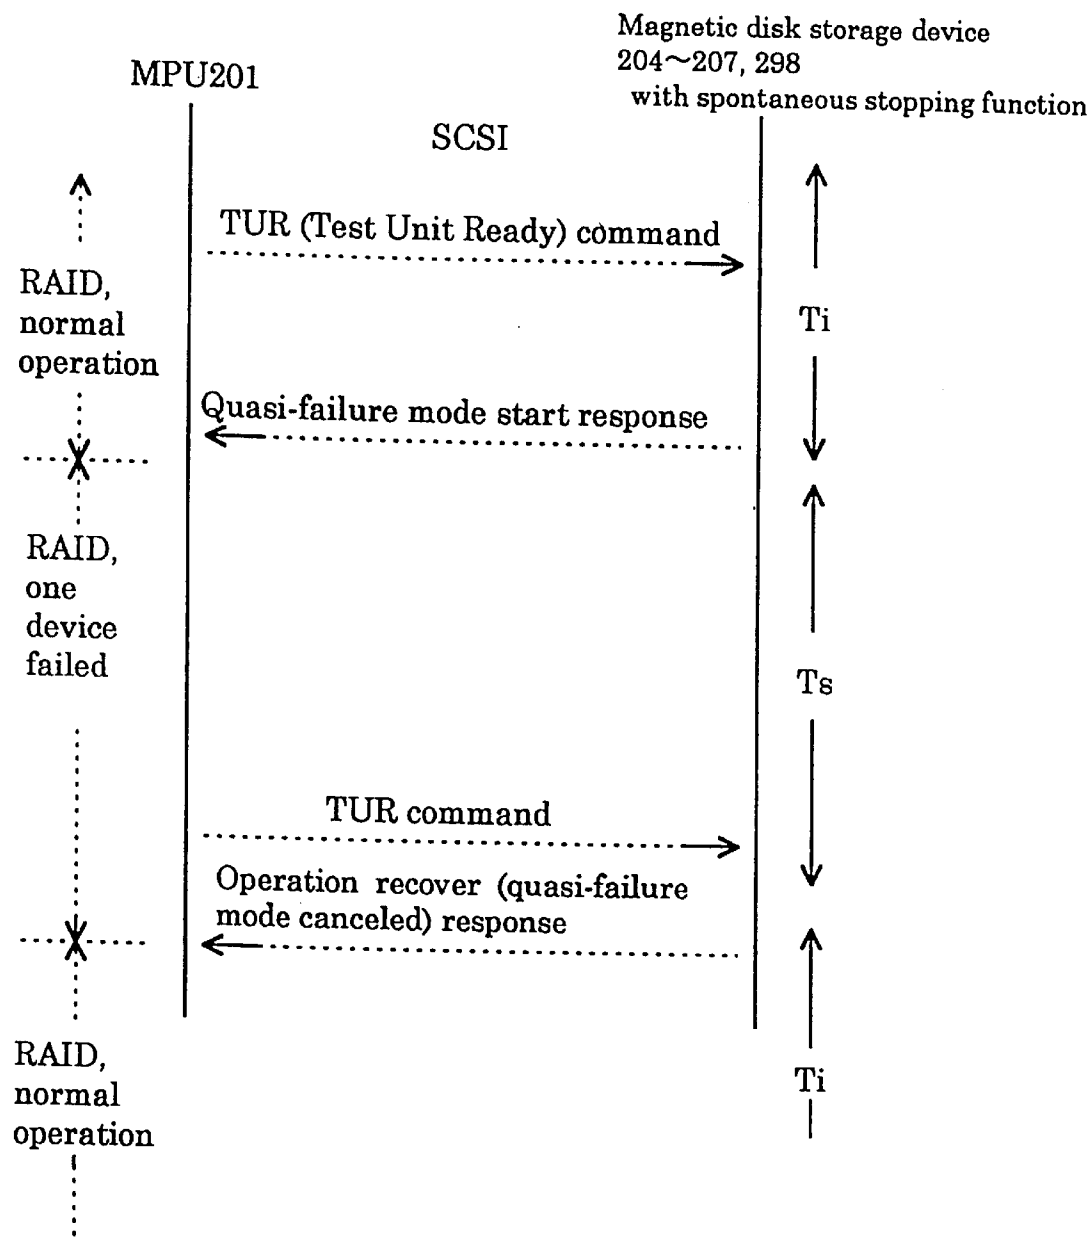 Magnetic disk storage device
204~207, 298
with spontaneous stopping function
MPU201
SCSI
TUR (Test Unit Ready) command
RAID,
normal
operation
Ti
Quasi-failure mode start response
RAID,
one
device
failed
Ts
TUR command
Operation recover (quasi-failure
mode canceled) response
RAID,
normal
operation
Ti